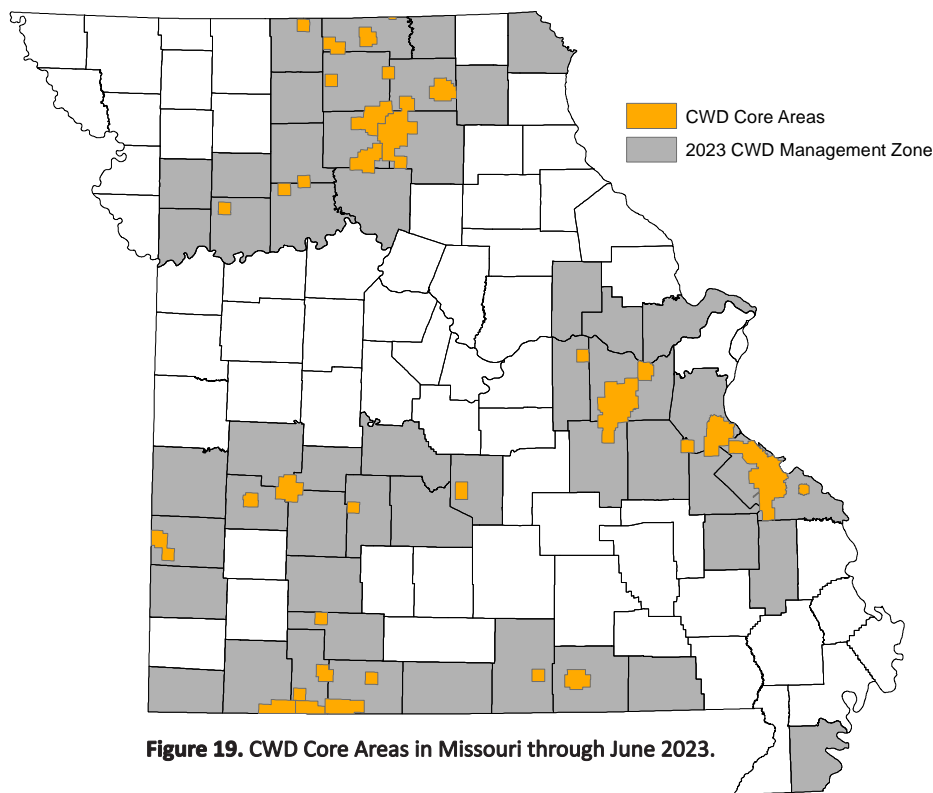 CWD Core Areas
2023 CWD Management Zone
Figure 19. CWD Core Areas in Missouri through June 2023.